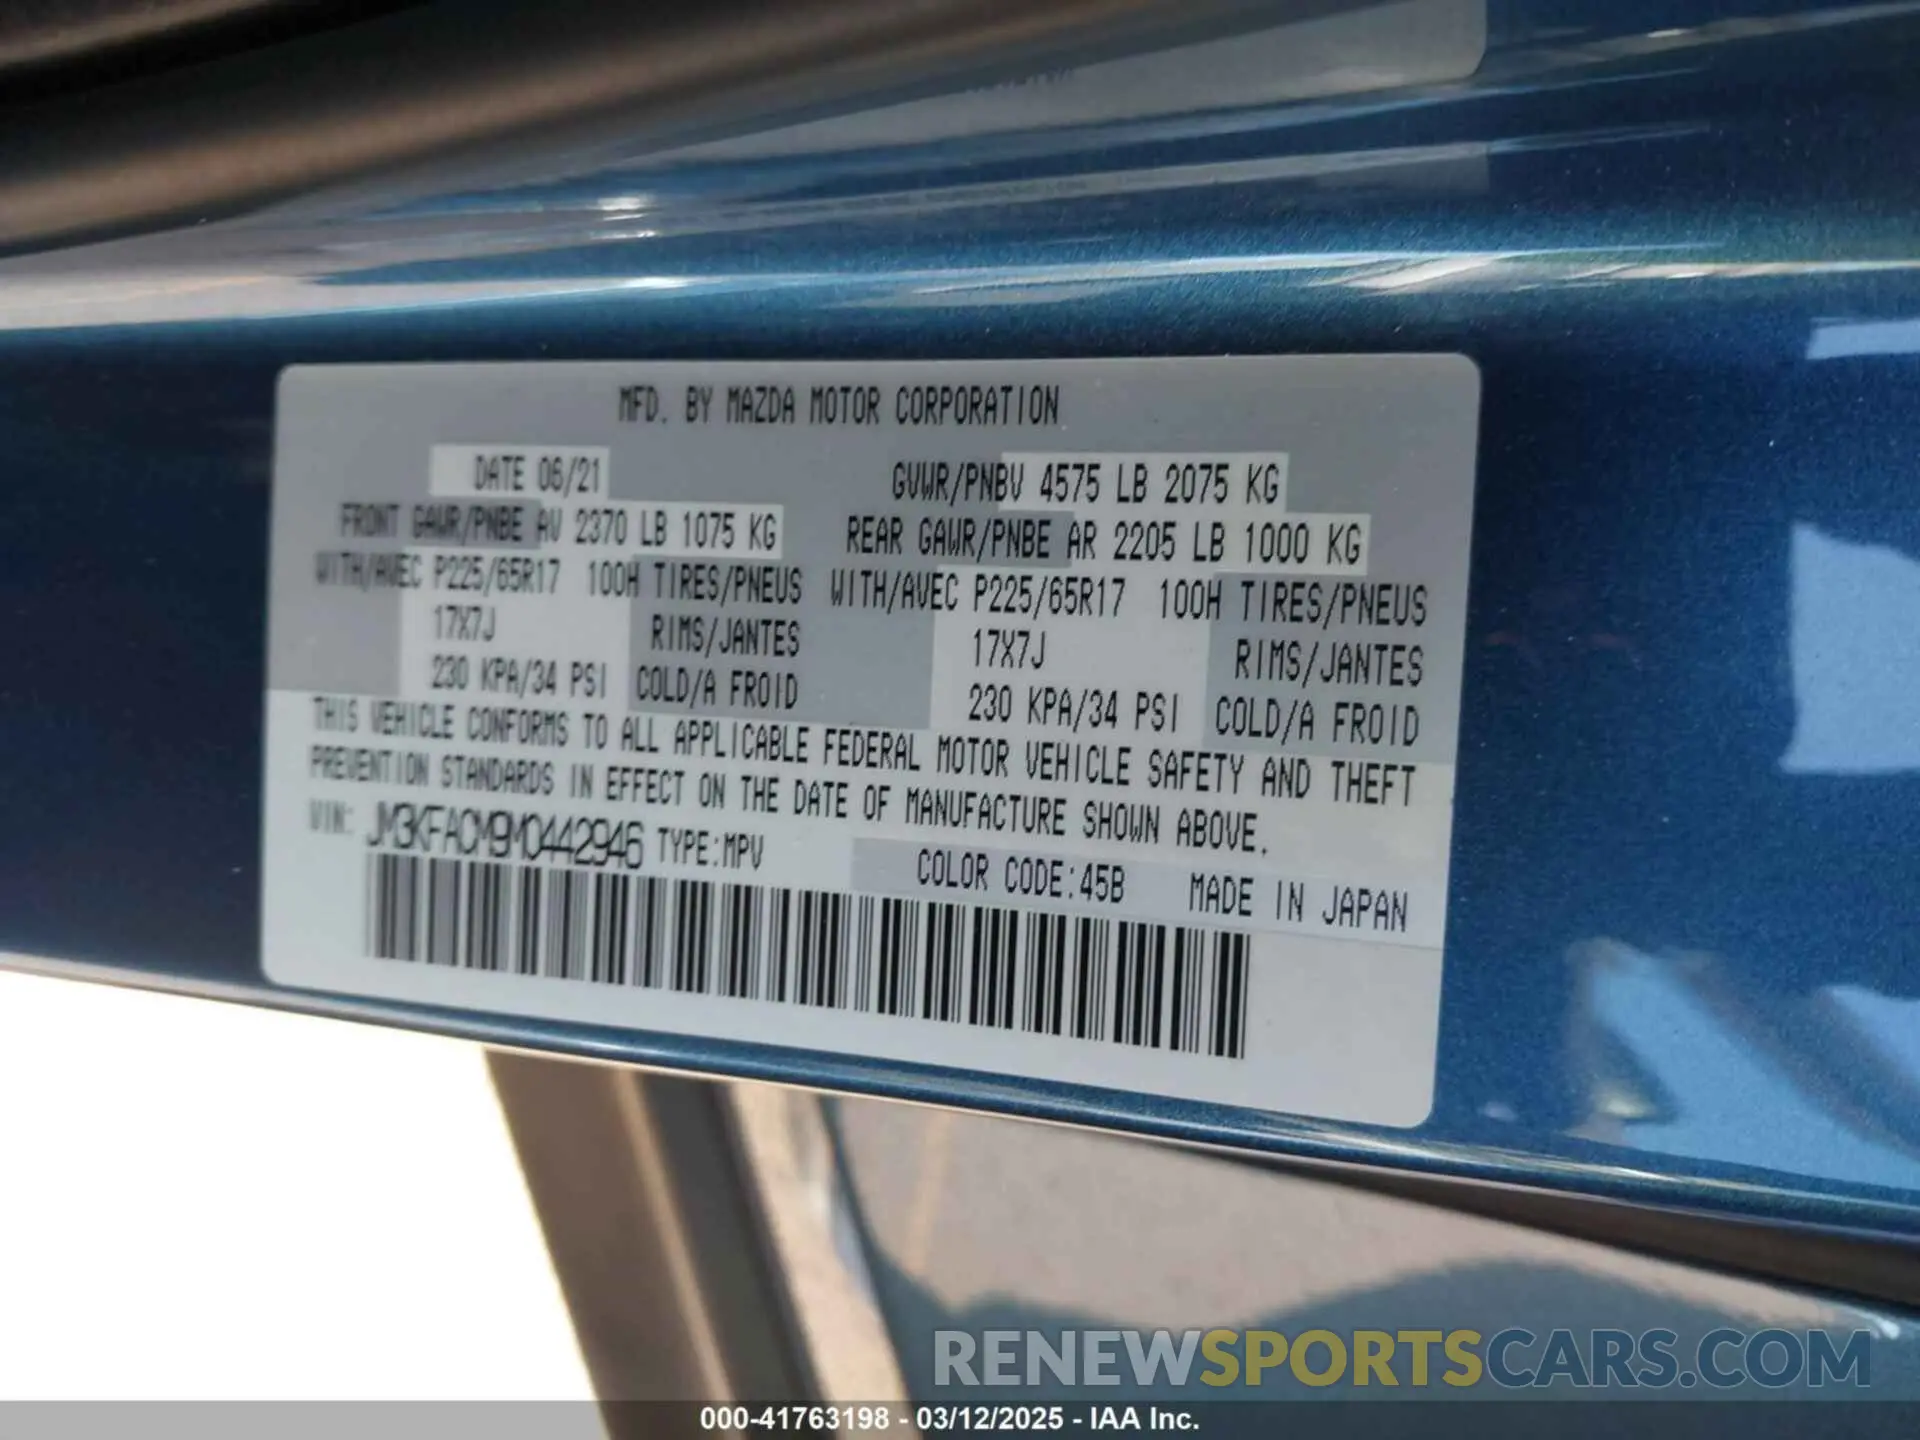 MFD. BY MAZDA MOTOR CORPORATION
DATE 06/21 GVWR/PNBV 4575 LB 2075 KG
FRONT GAWR/PNBE AV 2370 LB 1075 KG REAR GAWR/PNBE AR 2205 LB 1000 KG
WITH/AVEC P225/65R17 100H TIRES/PNEUS WITH/AVEC P225/65R17 100H TIRES/PNEUS
17X7J RIMS/JANTES 17X7J RIMS/JANTES
230 KPA/34 PSI COLD/A FROID 230 KPA/34 PSI COLD/A FROID
THIS VEHICLE CONFORMS TO ALL APPLICABLE FEDERAL MOTOR VEHICLE SAFETY AND THEFT
PREVENTION STANDARDS IN EFFECT ON THE DATE OF MANUFACTURE SHOWN ABOVE.
VIN: JM3KFACM9M0442946 TYPE:MPV
COLOR CODE:45B MADE IN JAPAN
RENEWSPORTSCARS.COM
000-41763198 - 03/12/2025 - IAA Inc.